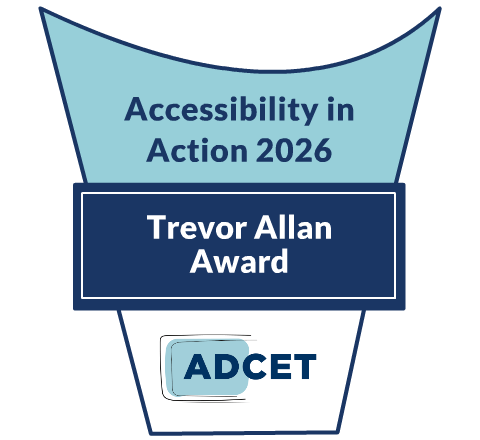 Accessibility in
Action 2026
Trevor Allan
Award
ADCET